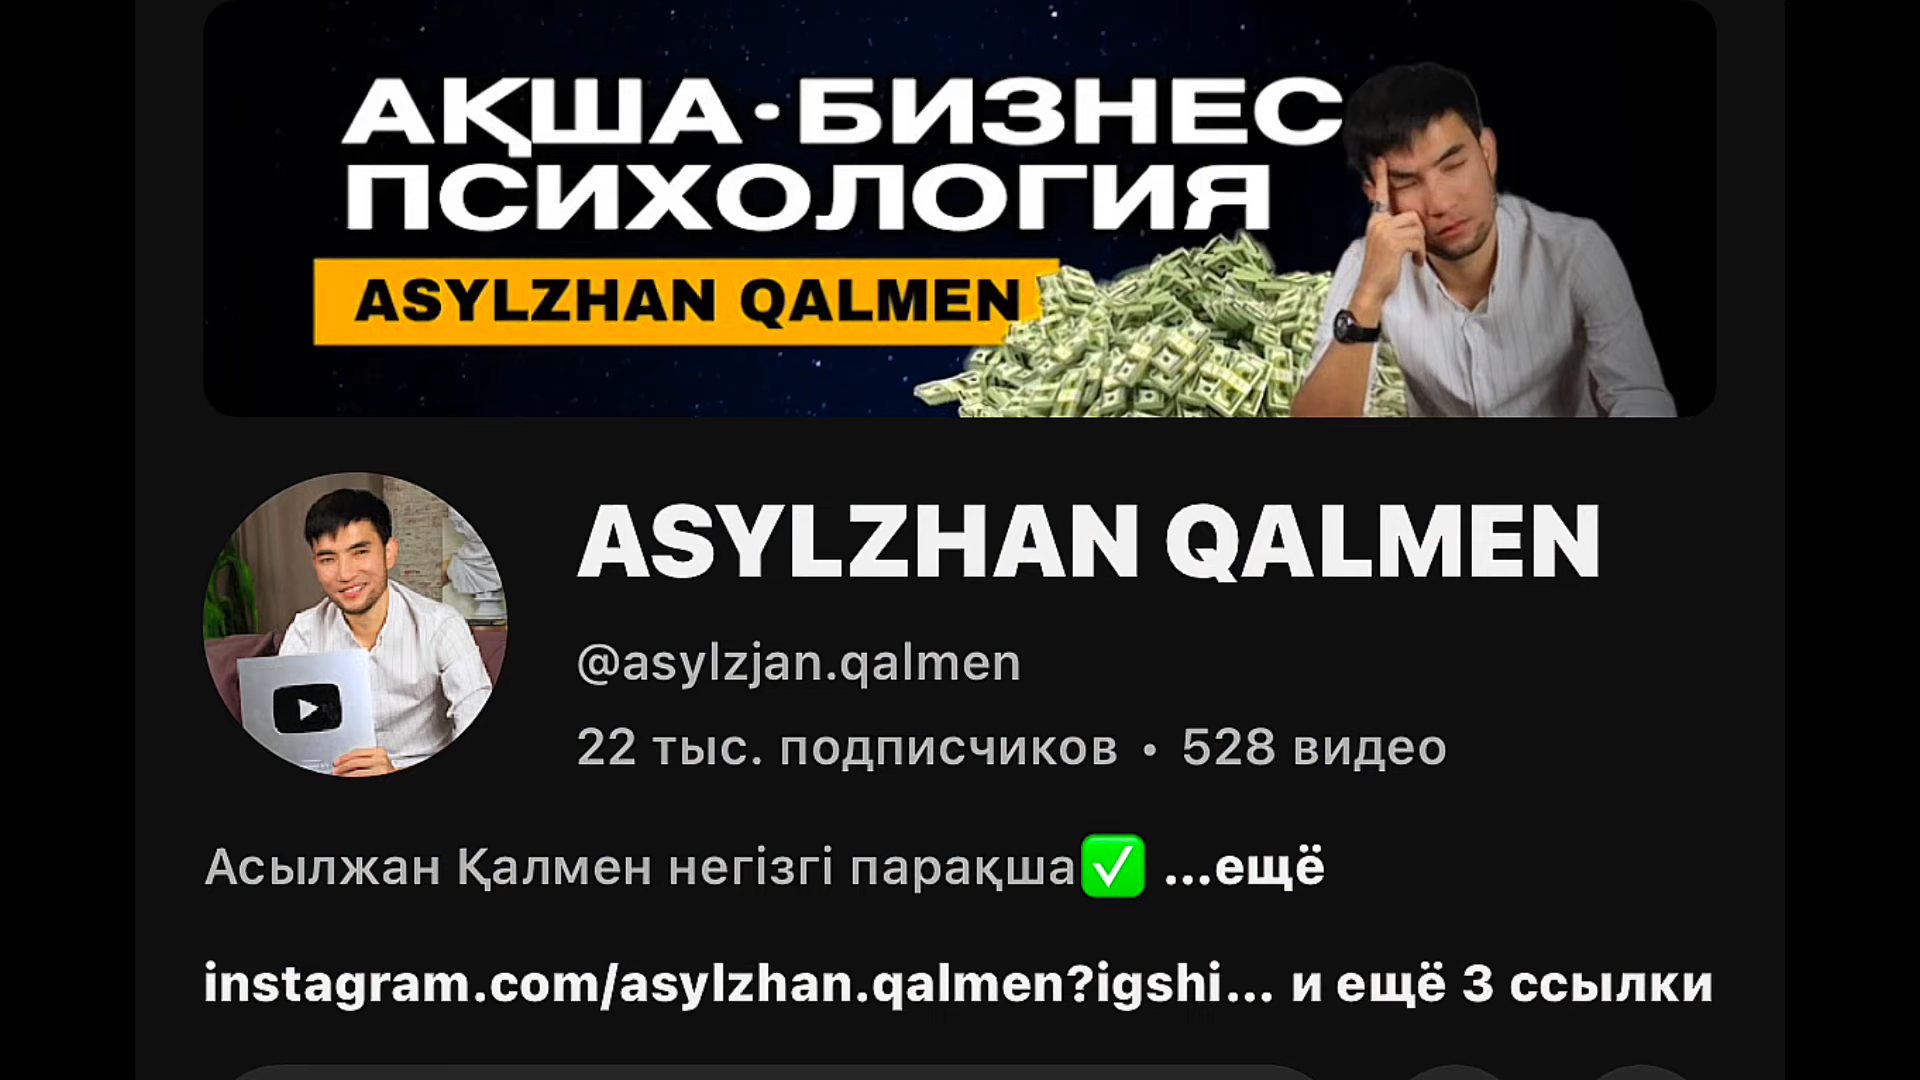 АҚША·БИЗНЕС
ПСИХОЛОГИЯ
ASYLZHAN QALMEN
ASYLZHAN QALMEN
@asylzjan.qalmen
22 тыс. подписчиков • 528 видео
Асылжан Қалмен негізгі парақша✅ ...ещё
instagram.com/asylzhan.qalmen?igshi... и ещё 3 ссылки